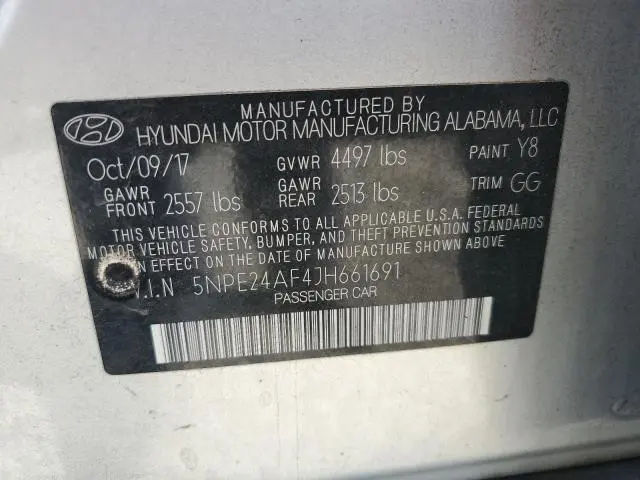 MANUFACTURED BY
HYUNDAI MOTOR MANUFACTURING ALABAMA, LLC
Oct/09/17 GVWR 4497 lbs PAINT Y8
GAWR FRONT 2557 lbs GAWR REAR 2513 lbs TRIM GG
THIS VEHICLE CONFORMS TO ALL APPLICABLE U.S.A. FEDERAL
MOTOR VEHICLE SAFETY, BUMPER, AND THEFT PREVENTION STANDARDS
IN EFFECT ON THE DATE OF MANUFACTURE SHOWN ABOVE
V.I.N 5NPE24AF4JH661691
PASSENGER CAR